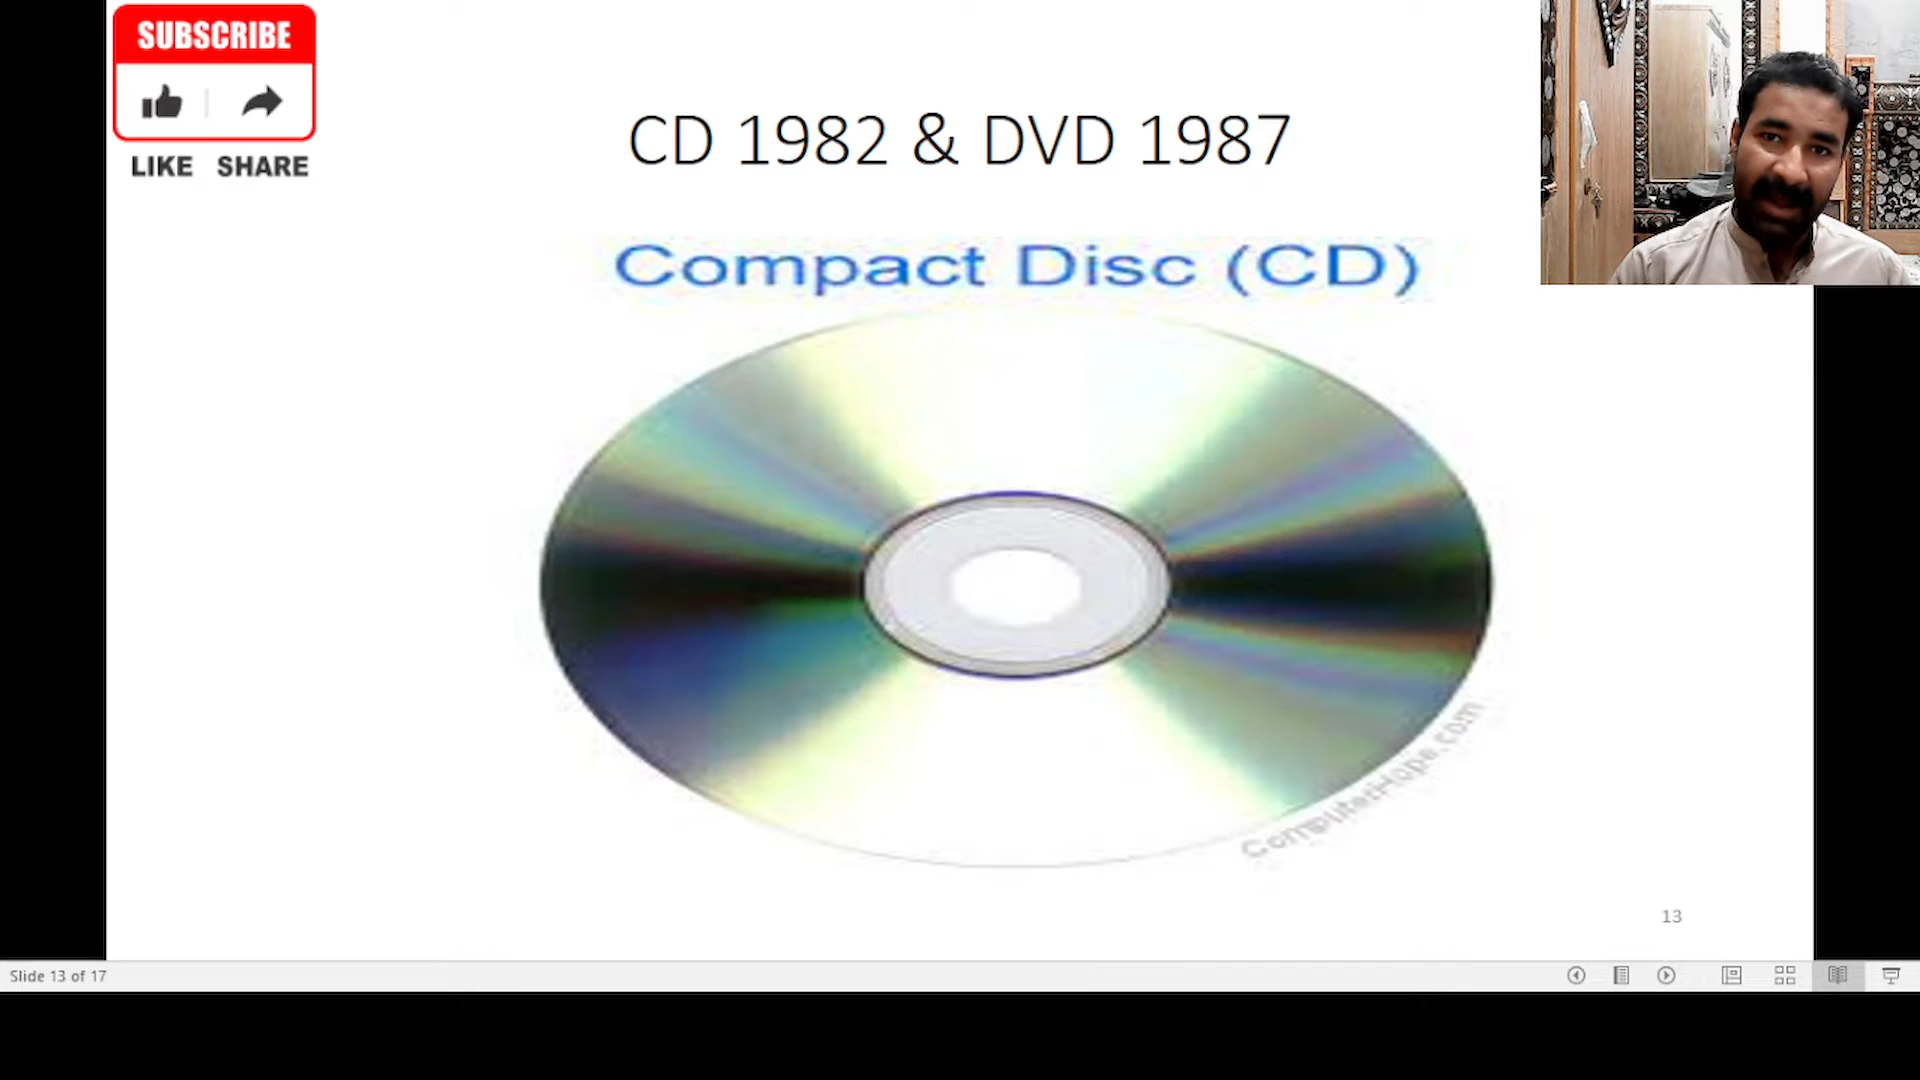 SUBSCRIBE
LIKE SHARE
CD 1982 & DVD 1987
Compact Disc (CD)
ComputerHope.com
13
Slide 13 of 17